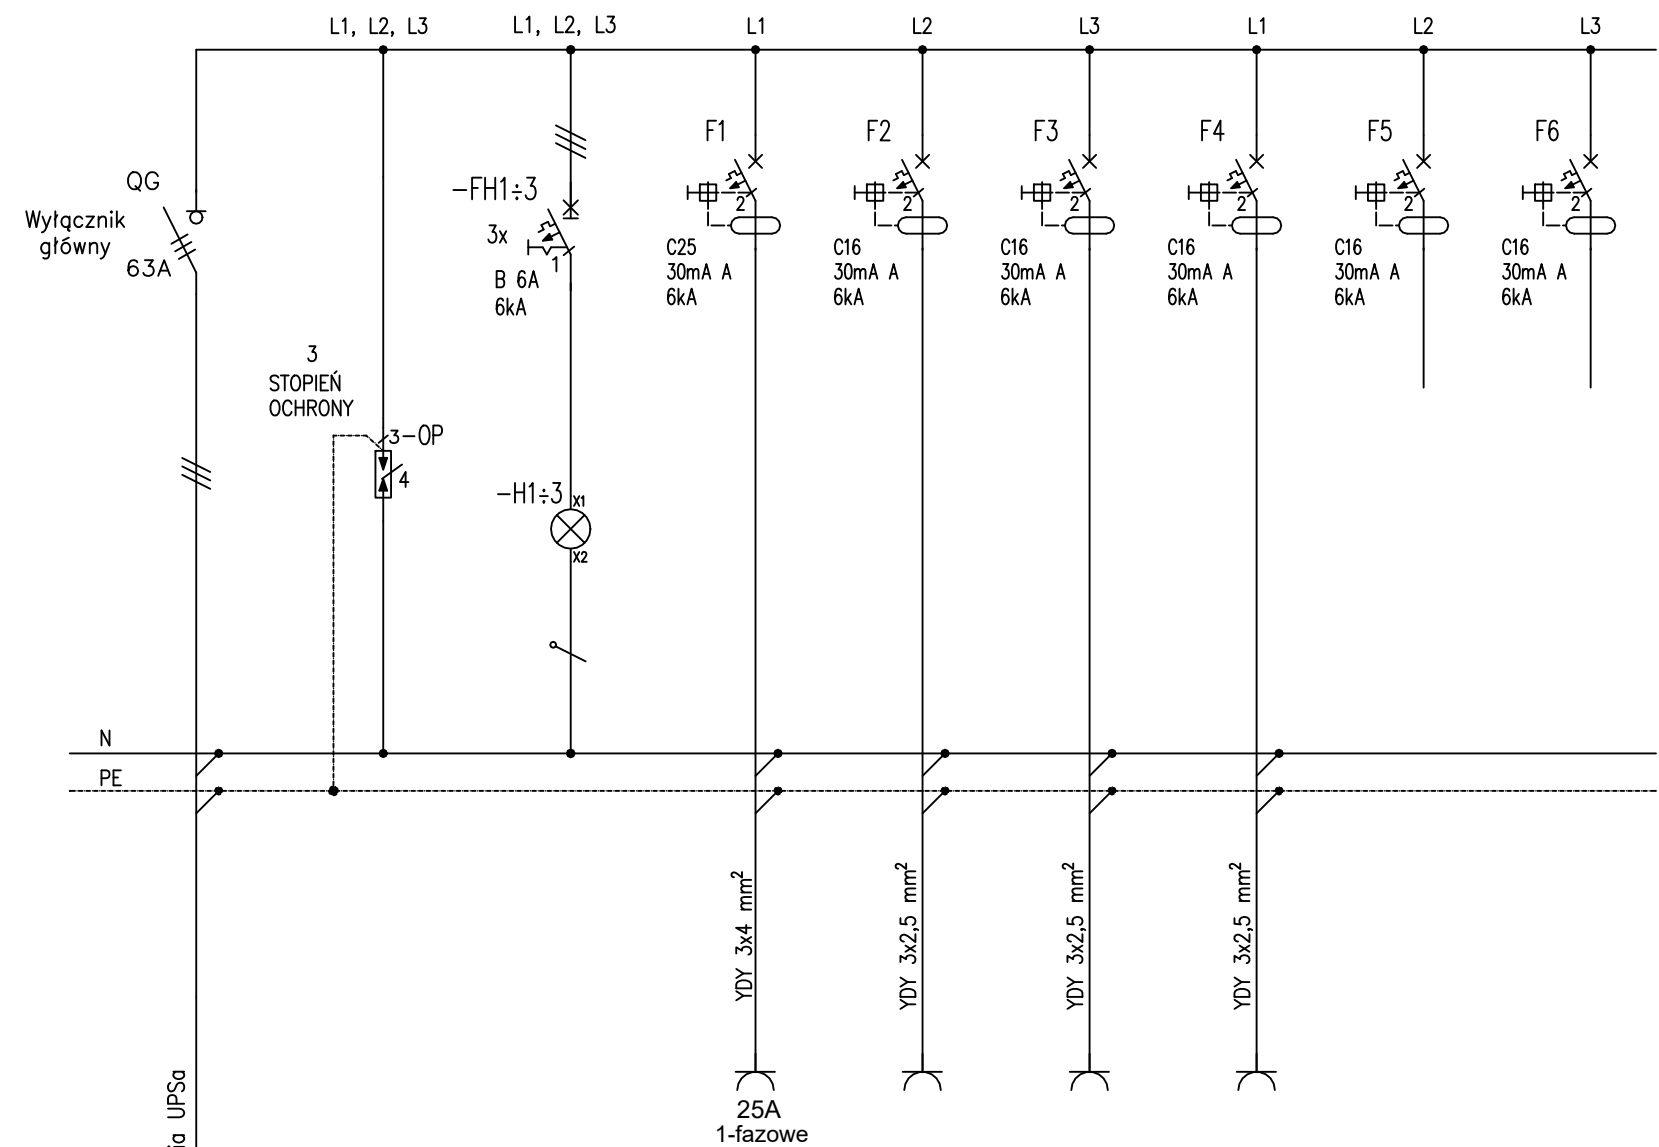 L1, L2, L3
L1, L2, L3
L1
L2
L3
L1
L2
L3
QG
Wyłącznik
główny
63A
3
STOPIEŃ
OCHRONY
3-OP
4
-FH1÷3
3x
1
B 6A
6kA
-H1÷3
X1
X2
F1
2
C25
30mA A
6kA
F2
2
C16
30mA A
6kA
F3
2
C16
30mA A
6kA
F4
2
C16
30mA A
6kA
F5
2
C16
30mA A
6kA
F6
2
C16
30mA A
6kA
N
PE
UPSa
YDY 3x4 mm²
YDY 3x2,5 mm²
YDY 3x2,5 mm²
YDY 3x2,5 mm²
25A
1-fazowe